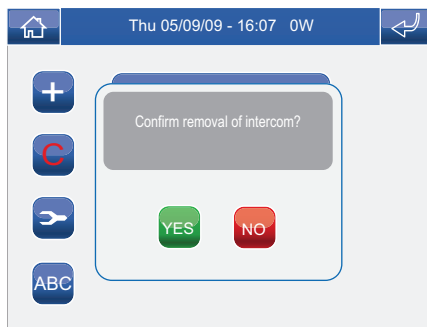 Thu 05/09/09 - 16:07 0W
Confirm removal of intercom?
C
YES NO
ABC